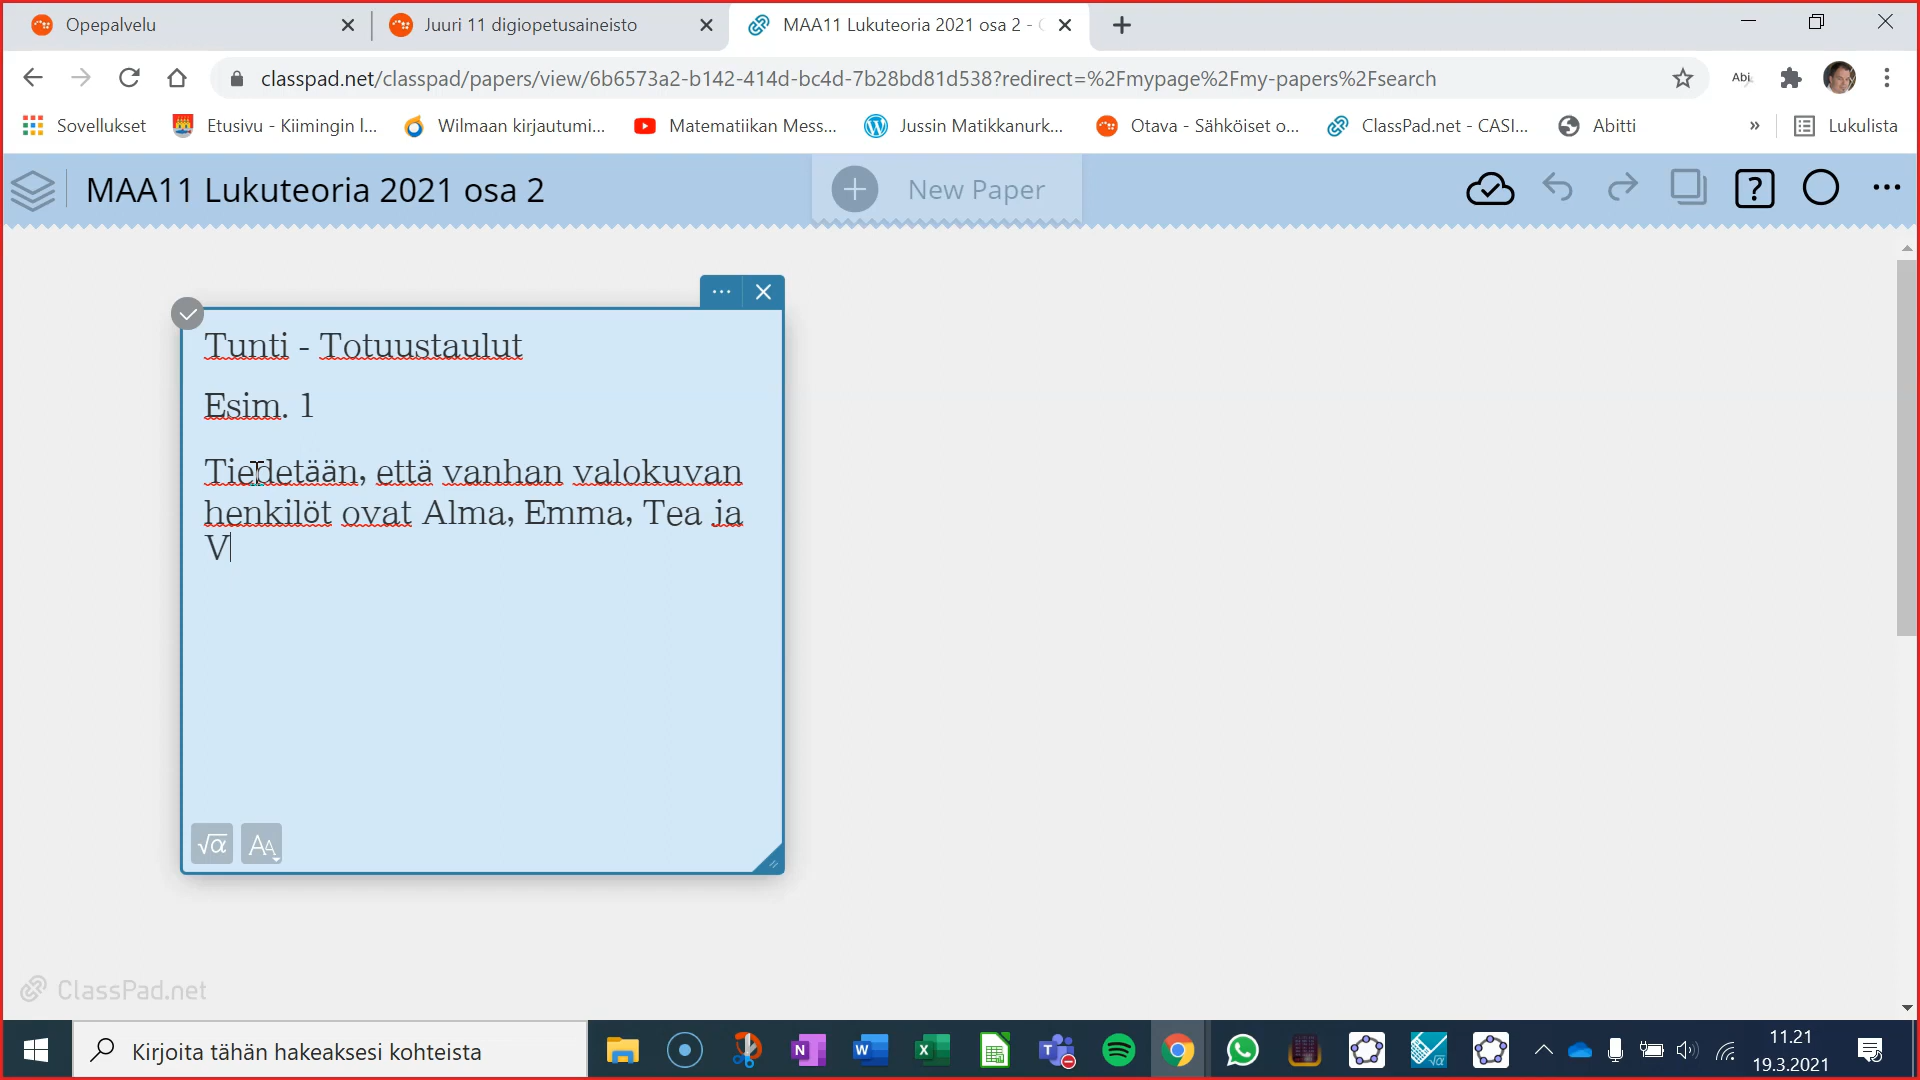 Opepalvelu
Juuri 11 digiopetusaineisto
MAA11 Lukuteoria 2021 osa 2 -
classpad.net/classpad/papers/view/6b6573a2-b142-414d-bc4d-7b28bd81d538?redirect=%2Fmypage%2Fmy-papers%2Fsearch
Abi
Sovellukset
Etusivu - Kiimingin l...
Wilmaan kirjautumi...
Matematiikan Mess...
Jussin Matikkanurk...
Otava - Sähköiset o...
ClassPad.net - CASI...
Abitti
»
Lukulista
MAA11 Lukuteoria 2021 osa 2
New Paper
Tunti - Totuustaulut
Esim. 1
Tiedetään, että vanhan valokuvan
henkilöt ovat Alma, Emma, Tea ja
V
√α
AA
ClassPad.net
Kirjoita tähän hakeaksesi kohteista
11.21
19.3.2021